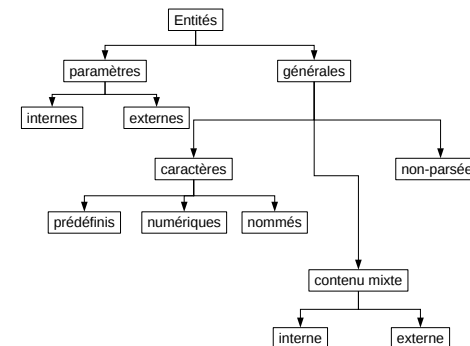 Entités
paramètres
générales
internes
externes
caractères
non-parsée
prédéfinis
numériques
nommés
contenu mixte
interne
externe